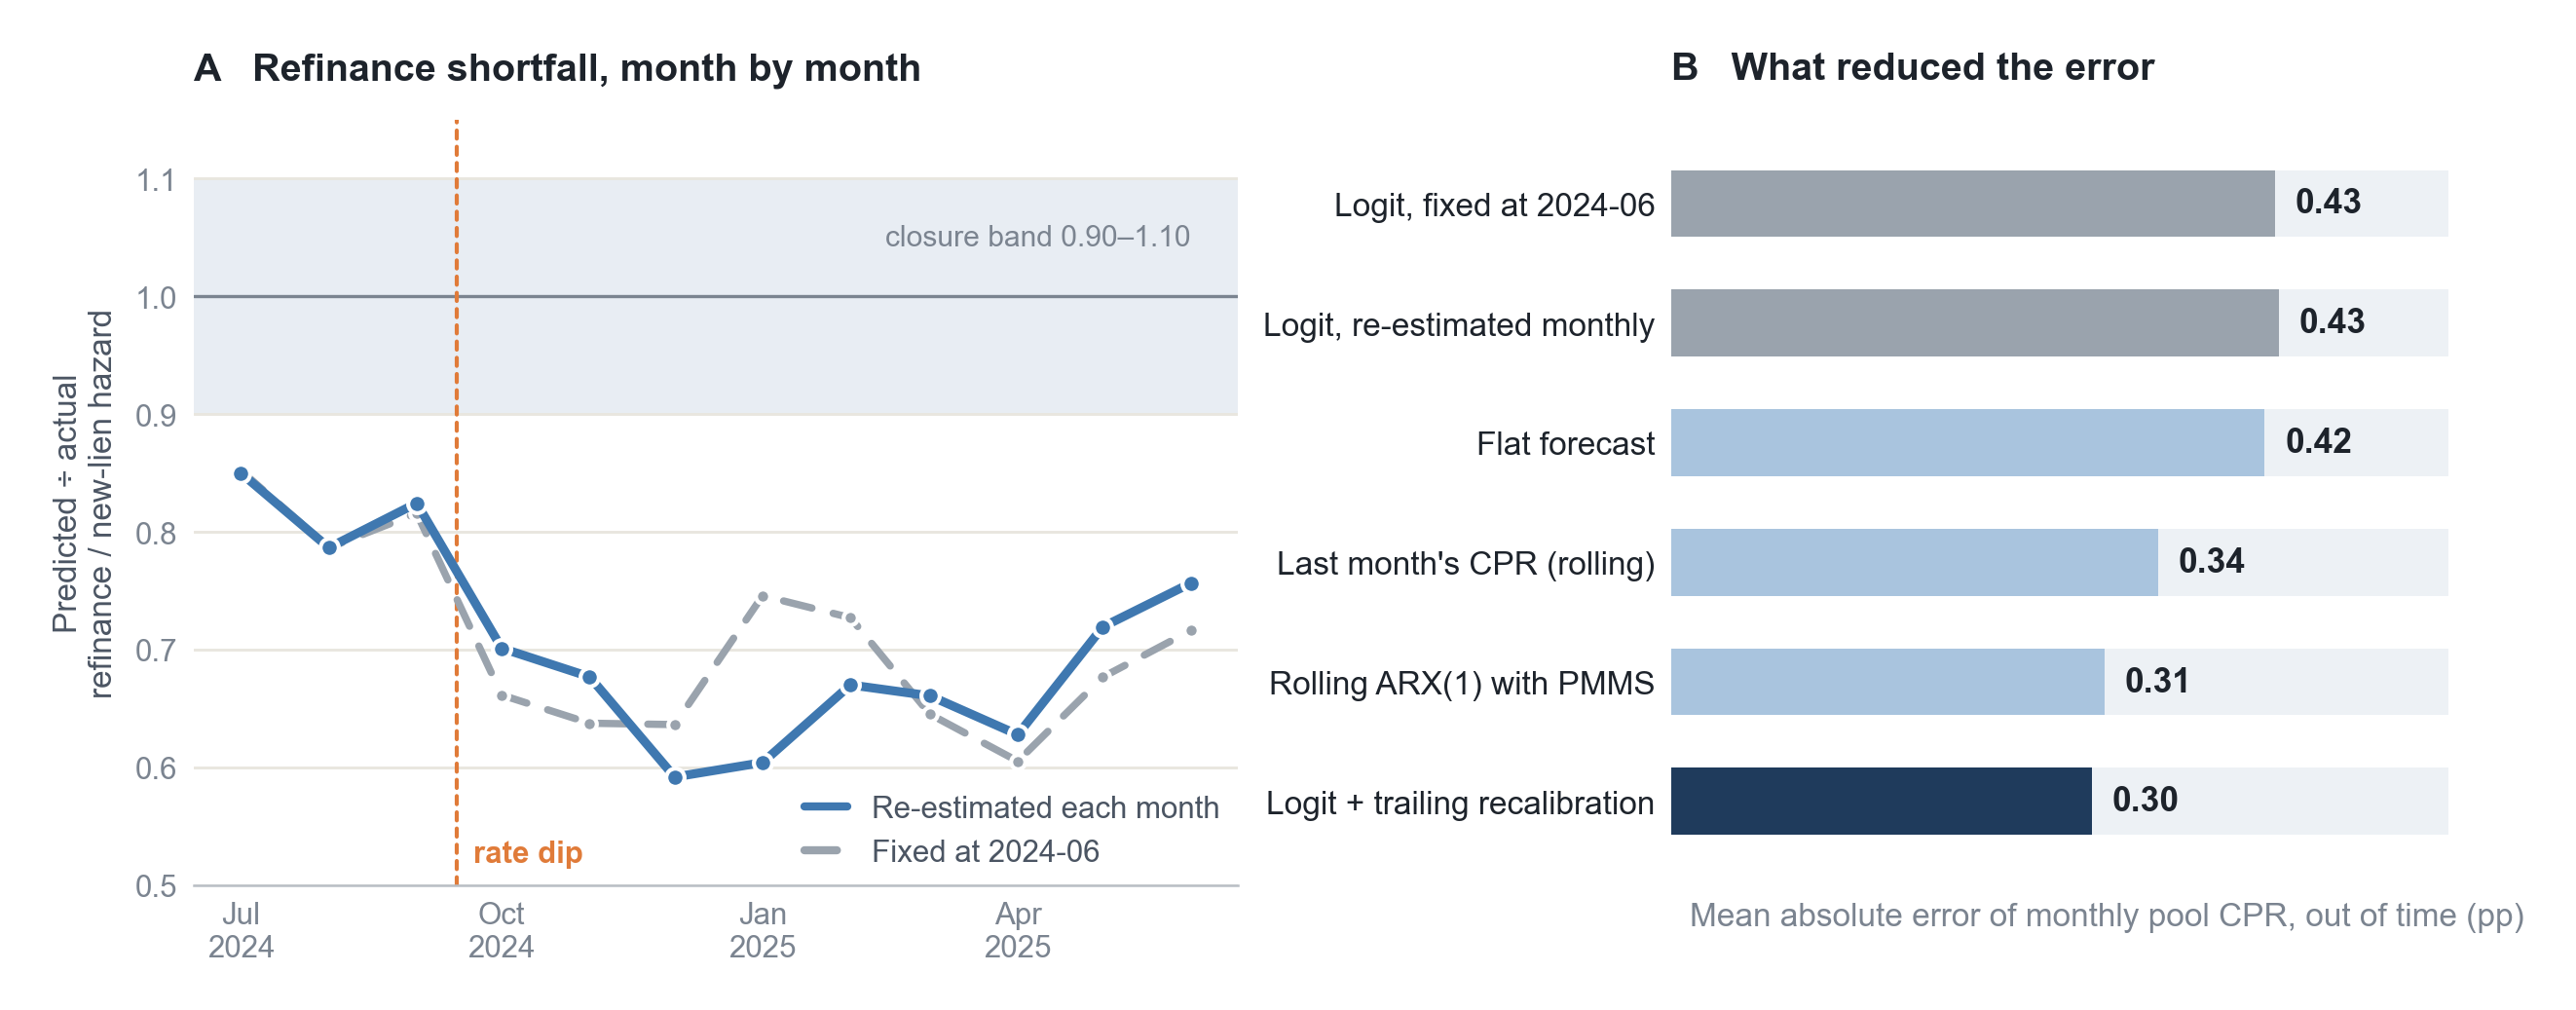 A Refinance shortfall, month by month
Predicted ÷ actual
refinance / new-lien hazard
1.1
1.0
0.9
0.8
0.7
0.6
0.5
closure band 0.90–1.10
rate dip
Re-estimated each month
Fixed at 2024-06
Jul
2024
Oct
2024
Jan
2025
Apr
2025
B What reduced the error
Logit, fixed at 2024-06 0.43
Logit, re-estimated monthly 0.43
Flat forecast 0.42
Last month's CPR (rolling) 0.34
Rolling ARX(1) with PMMS 0.31
Logit + trailing recalibration 0.30
Mean absolute error of monthly pool CPR, out of time (pp)